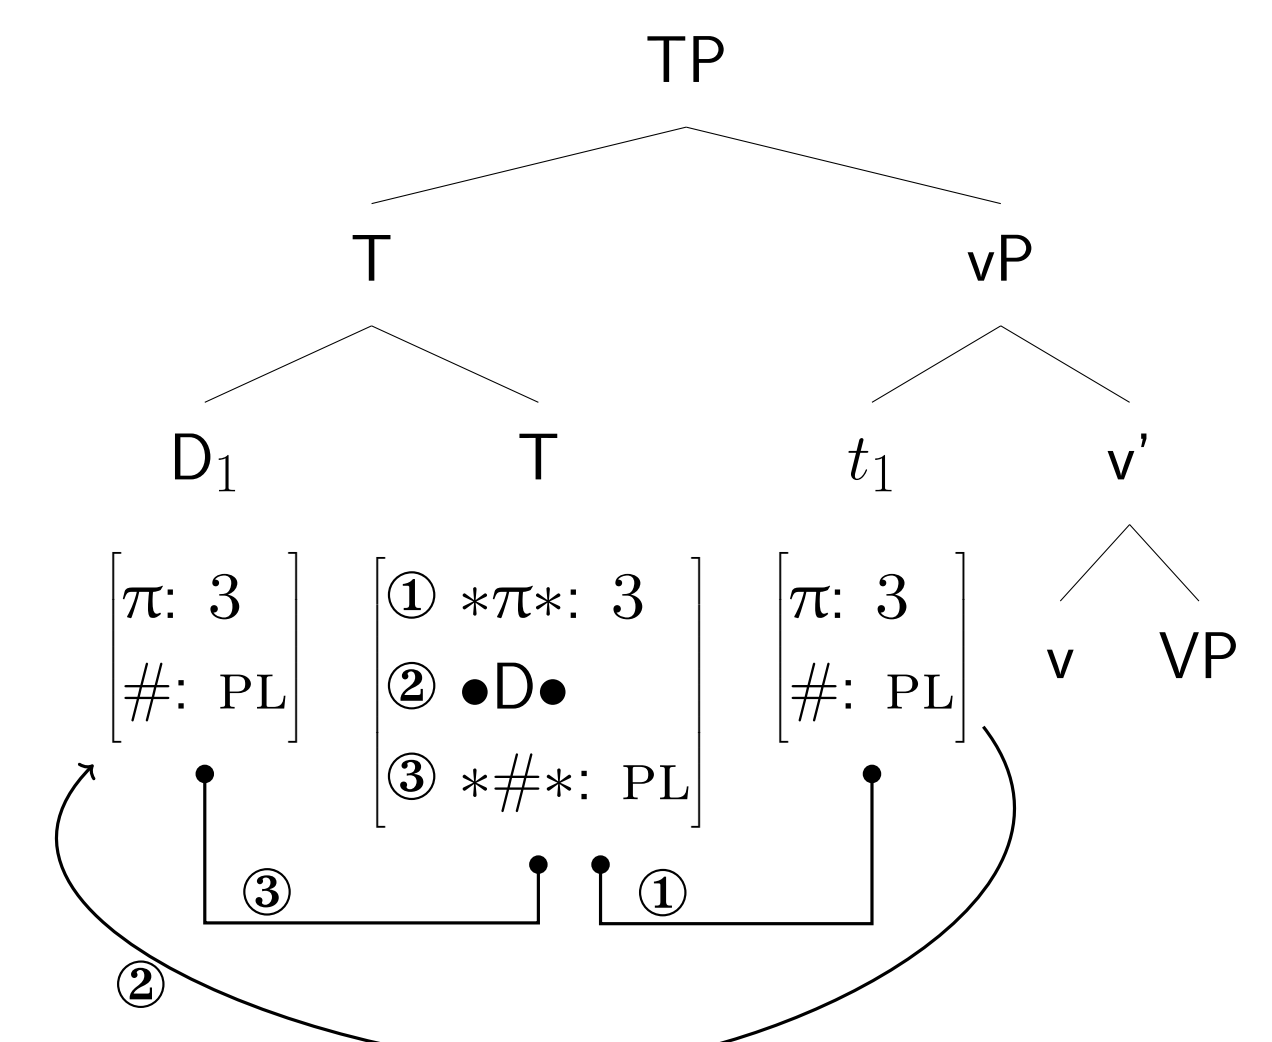 TP
T vP
D₁ T t₁ v’
π: 3 ① ∗π∗: 3 π: 3
#: PL ② ●D● #: PL v VP
③ ∗#∗: PL
③ ①
②